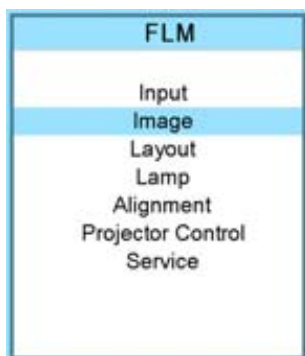 FLM
Input
Image
Layout
Lamp
Alignment
Projector Control
Service